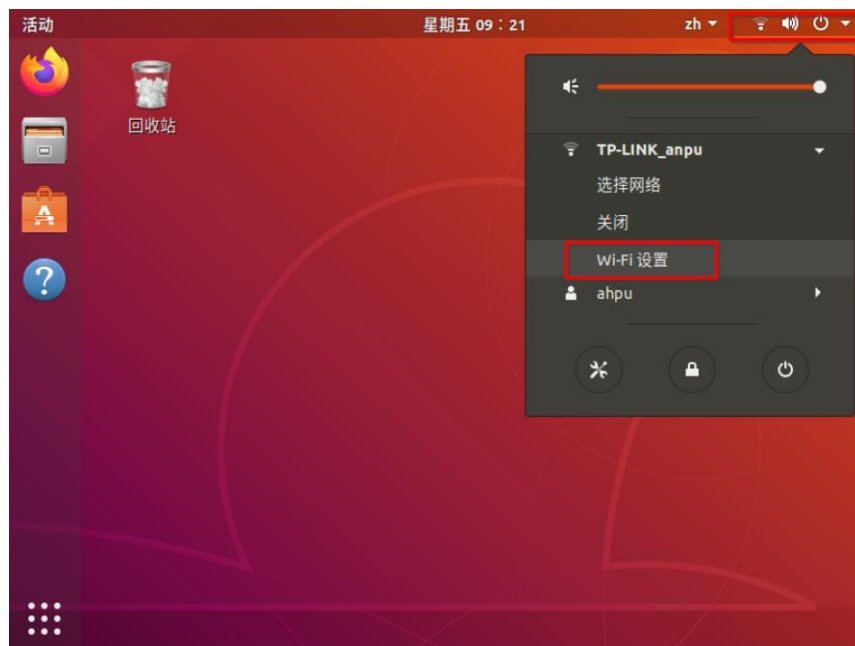 活动
星期五 09：21
zh
回收站
TP-LINK_anpu
选择网络
关闭
Wi-Fi 设置
ahpu